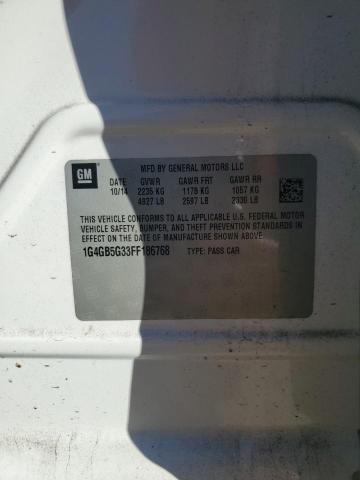 GM
MFD BY GENERAL MOTORS LLC
DATE GVWR GAWR FRT GAWR RR
10/14 2235 KG 1178 KG 1057 KG
4927 LB 2597 LB 2330 LB
THIS VEHICLE CONFORMS TO ALL APPLICABLE U.S. FEDERAL MOTOR
VEHICLE SAFETY, BUMPER, AND THEFT PREVENTION STANDARDS IN
EFFECT ON THE DATE OF MANUFACTURE SHOWN ABOVE.
1G4GB5G33FF186768 TYPE: PASS CAR